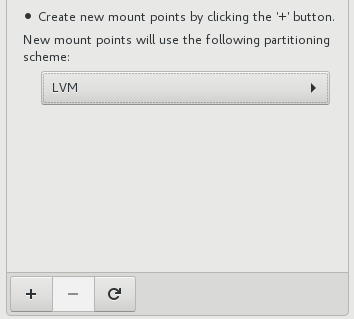 • Create new mount points by clicking the '+' button.
New mount points will use the following partitioning
scheme:
LVM